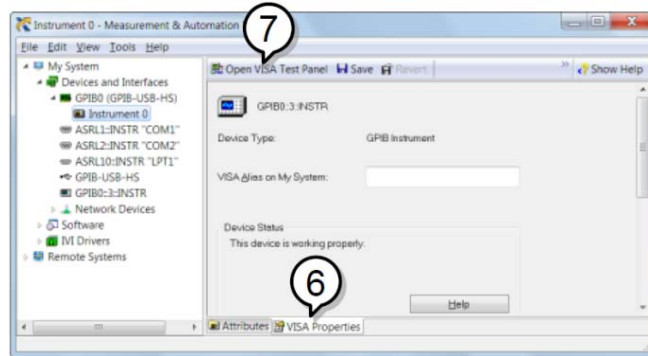 7
Instrument 0 - Measurement & Aut
File Edit View Tools Help
My System
Devices and Interfaces
GPIB0 (GPIB-USB-HS)
Instrument 0
ASRL1::INSTR "COM1"
ASRL2::INSTR "COM2"
ASRL10::INSTR "LPT1"
GPIB-USB-HS
GPIB0::3::INSTR
Network Devices
Software
IVI Drivers
Remote Systems
Open VISA Test Panel Save Revert » Show Help
GPIB0::3::INSTR
Device Type: GPIB Instrument
VISA Alias on My System:
Device Status
This device is working properly.
6
Help
Attributes VISA Properties